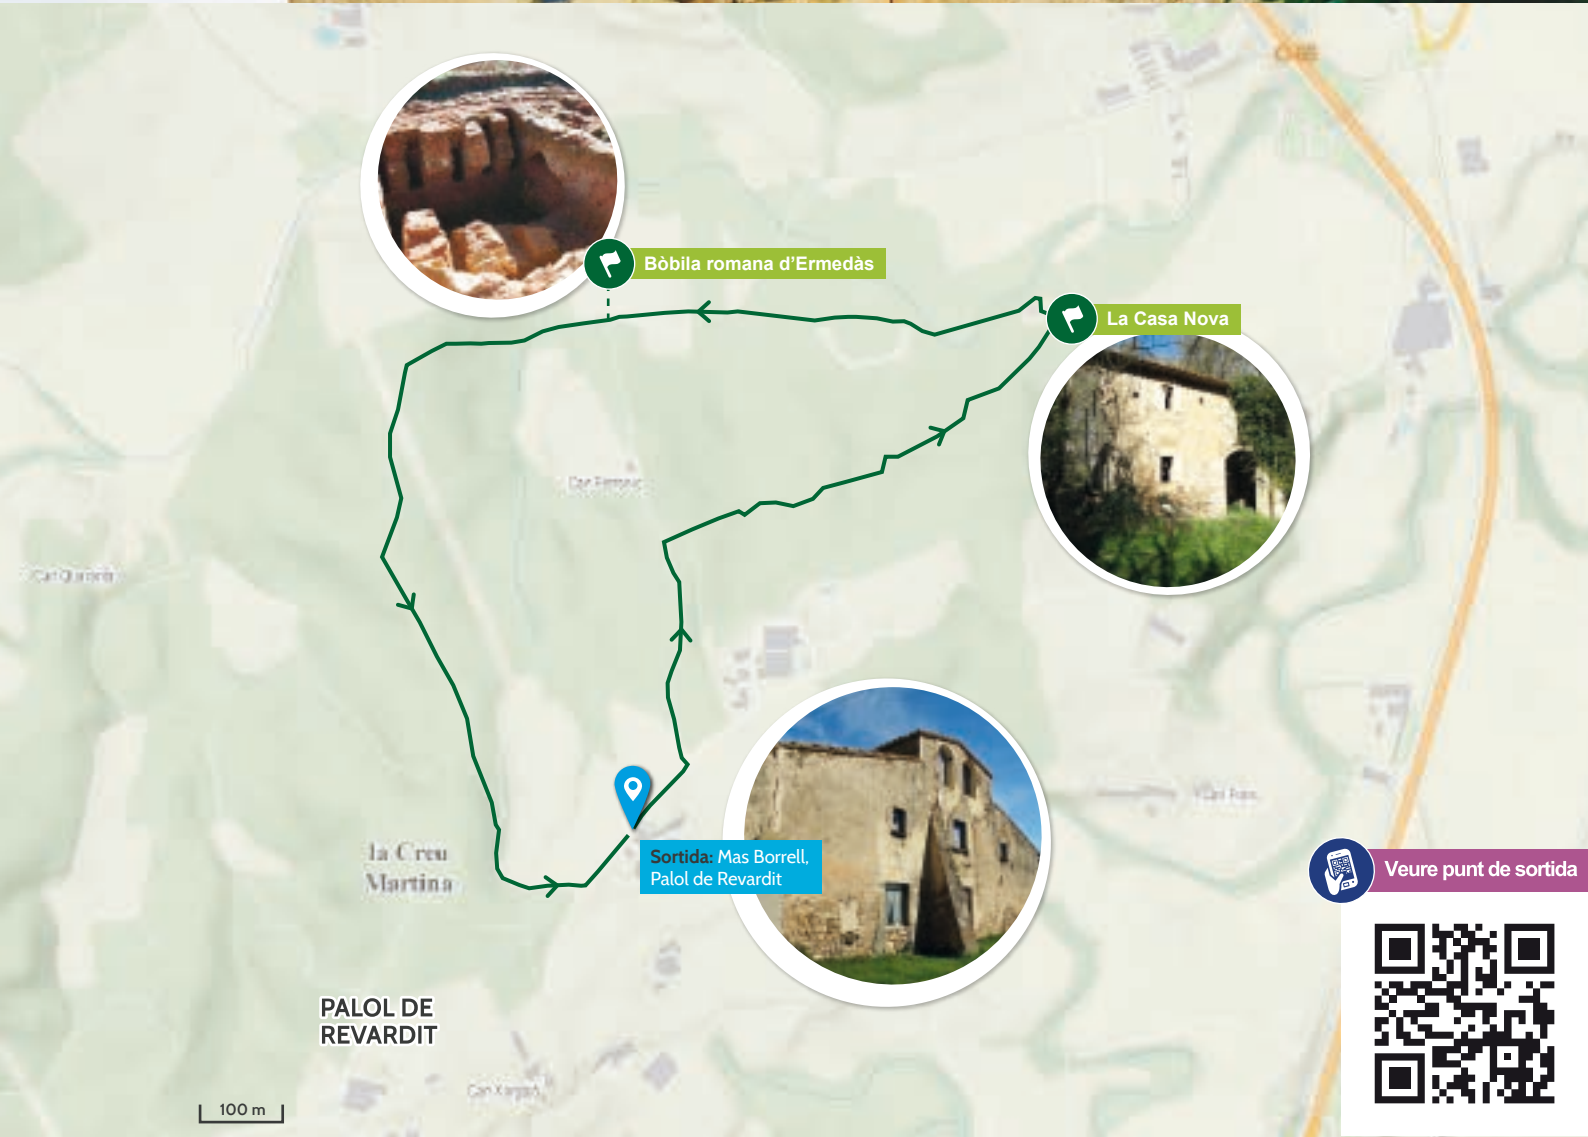 Bòbila romana d'Ermedàs
La Casa Nova
la Creu
Martina
Sortida: Mas Borrell,
Palol de Revardit
Veure punt de sortida
PALOL DE
REVARDIT
100 m